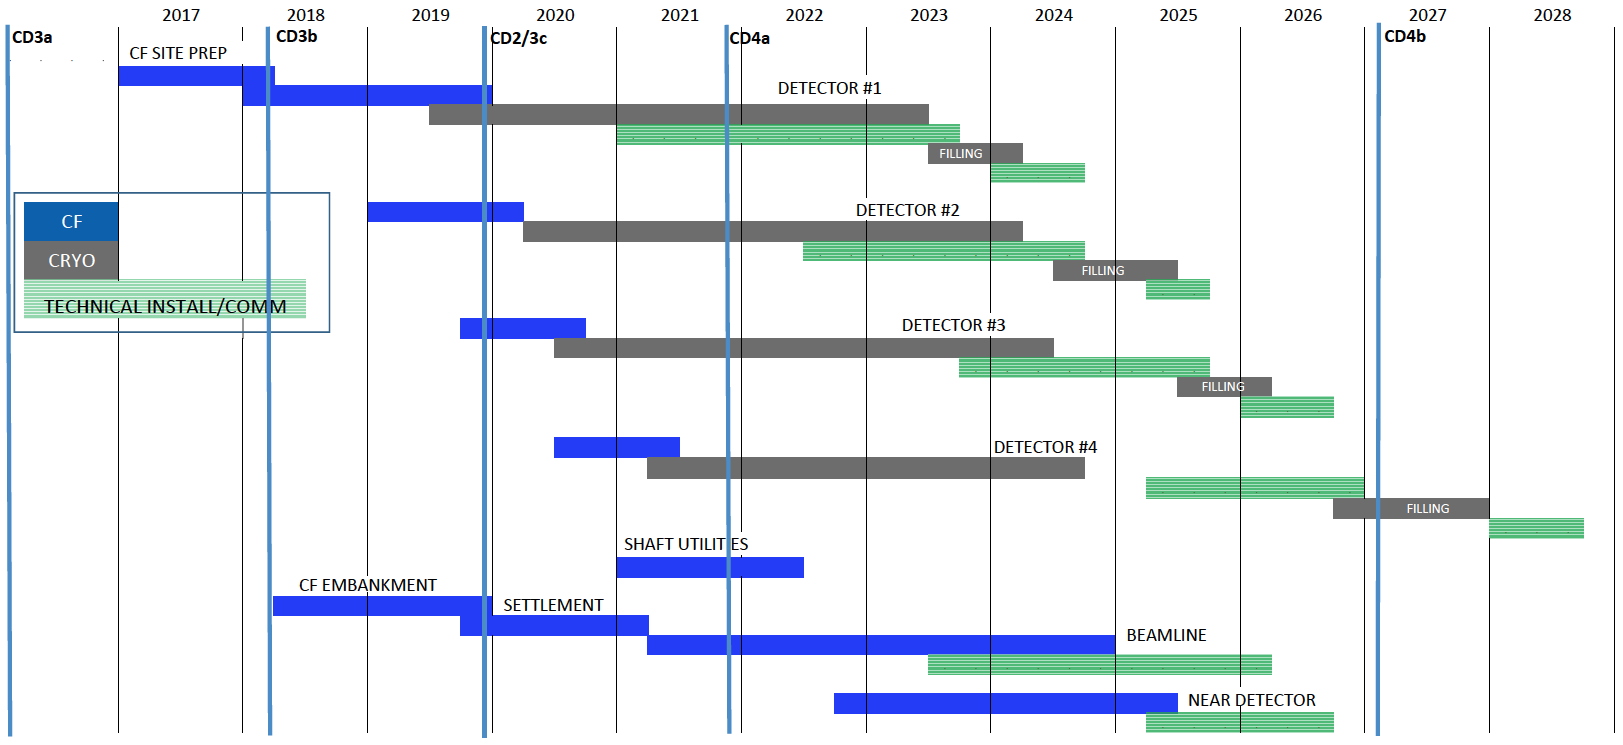 2017 2018 2019 2020 2021 2022 2023 2024 2025 2026 2027 2028
CD3a CD3b CD2/3c CD4a CD4b
CF SITE PREP
DETECTOR #1
FILLING
DETECTOR #2
CF
CRYO
FILLING
TECHNICAL INSTALL/COMM
DETECTOR #3
FILLING
DETECTOR #4
FILLING
SHAFT UTILITIES
CF EMBANKMENT
SETTLEMENT
BEAMLINE
NEAR DETECTOR